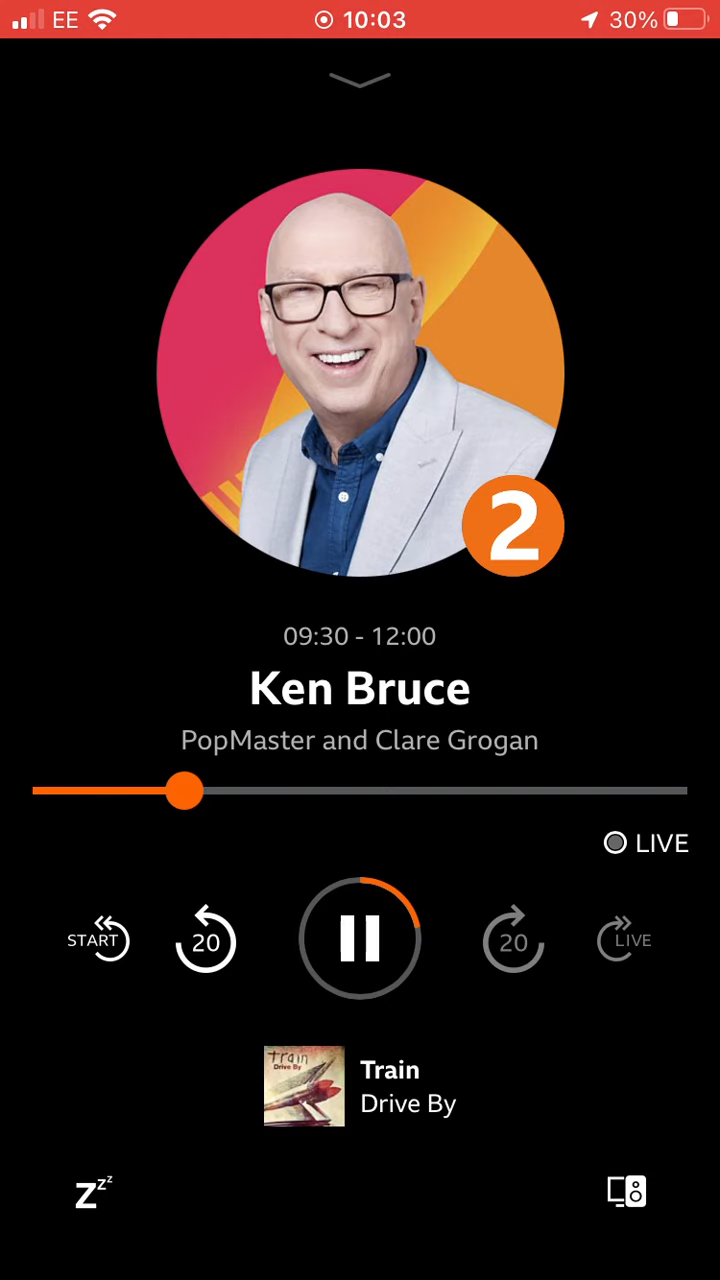 EE 10:03 30%
2
09:30 - 12:00
Ken Bruce
PopMaster and Clare Grogan
LIVE
START 20 20 LIVE
Train
Drive By
Train
Drive By
Zzz